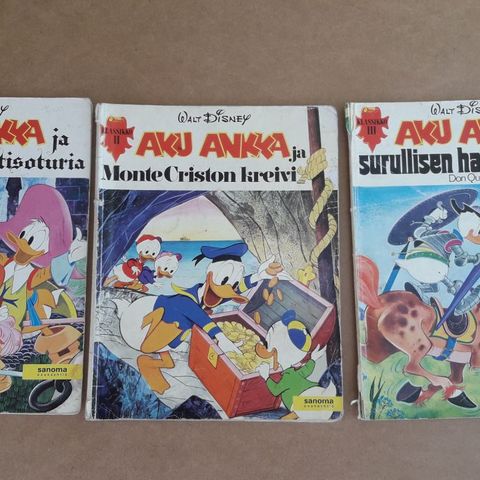 KKA ja
tisoturia
sanoma
WALT DISNEY
KLASSIKKO
II
AKU ANKKA ja
Monte Criston kreivi
sanoma
WALT DISNEY
KLASSIKKO
III
AKU A
surullisen ha
Don Qu